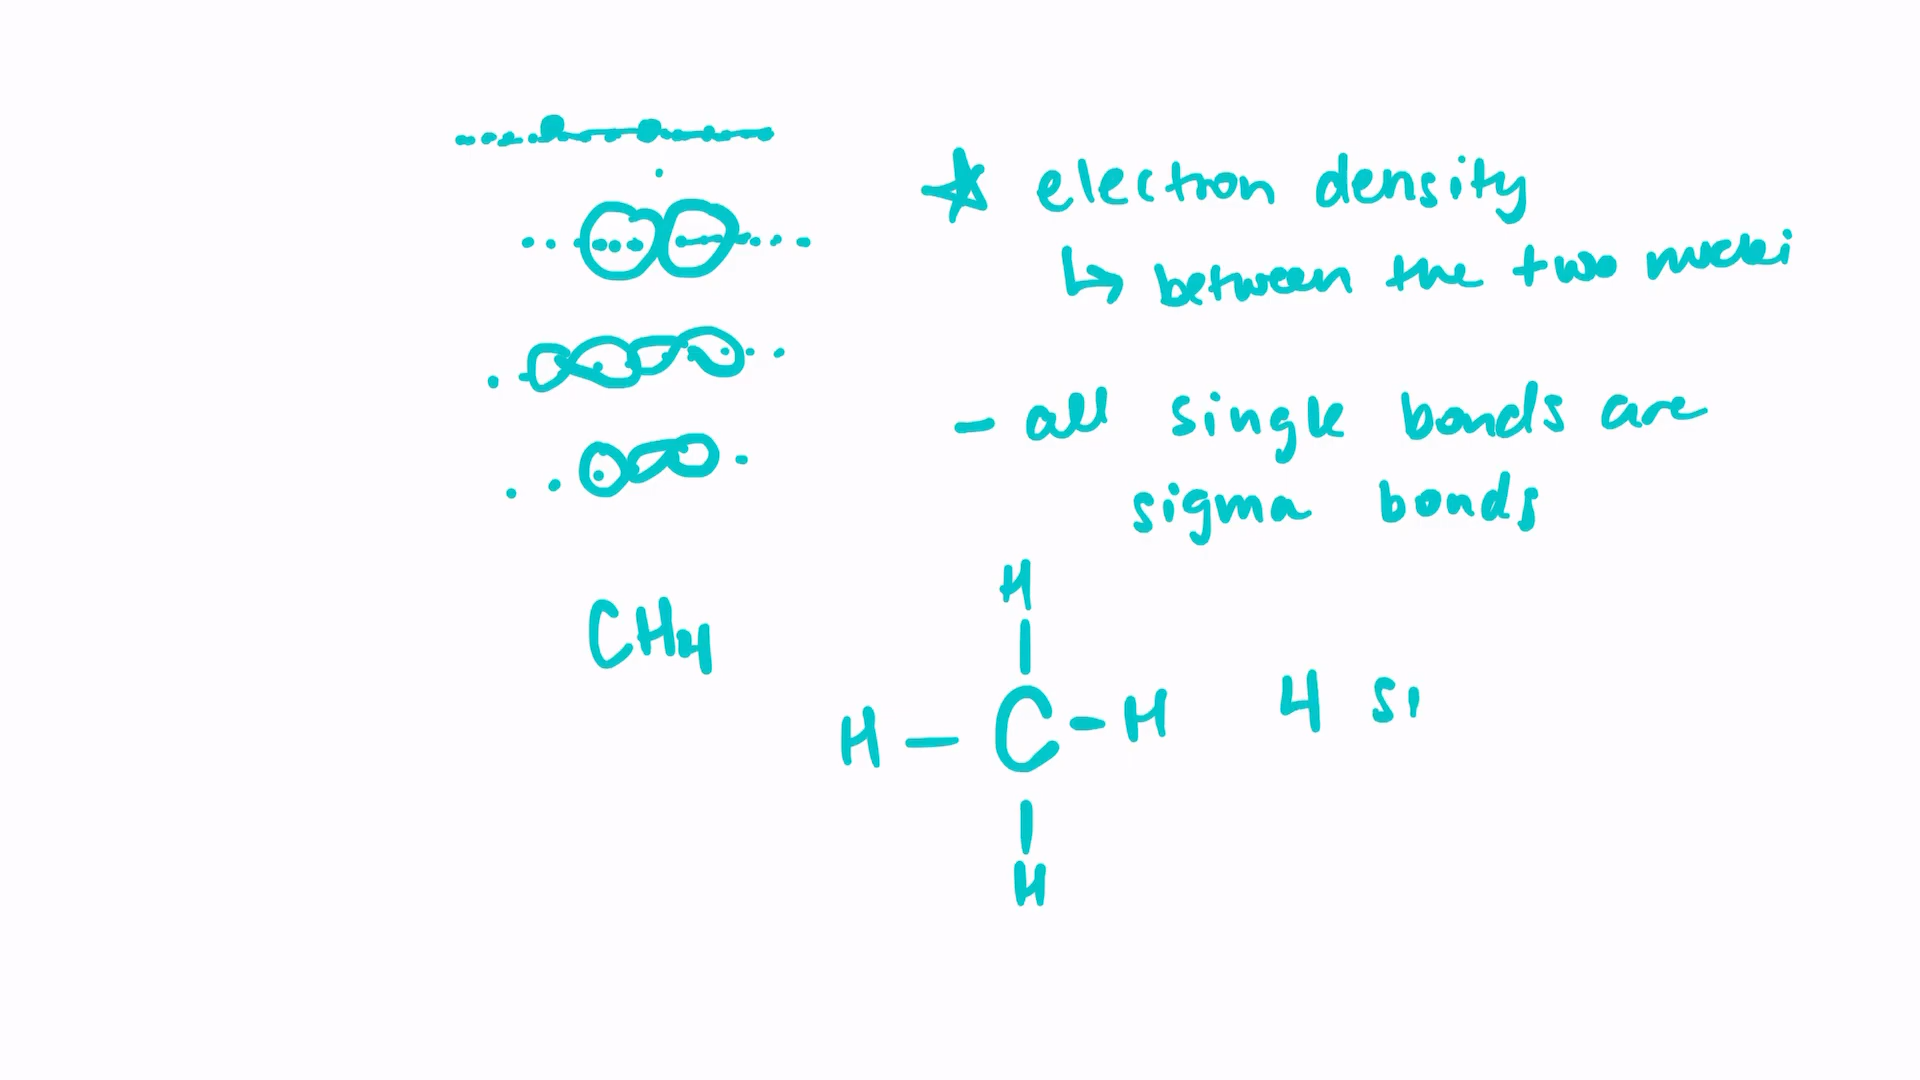 ☆ electron density
↳ between the two nuclei
- all single bonds are
sigma bonds
CH4
H
H - C - H 4 si
H